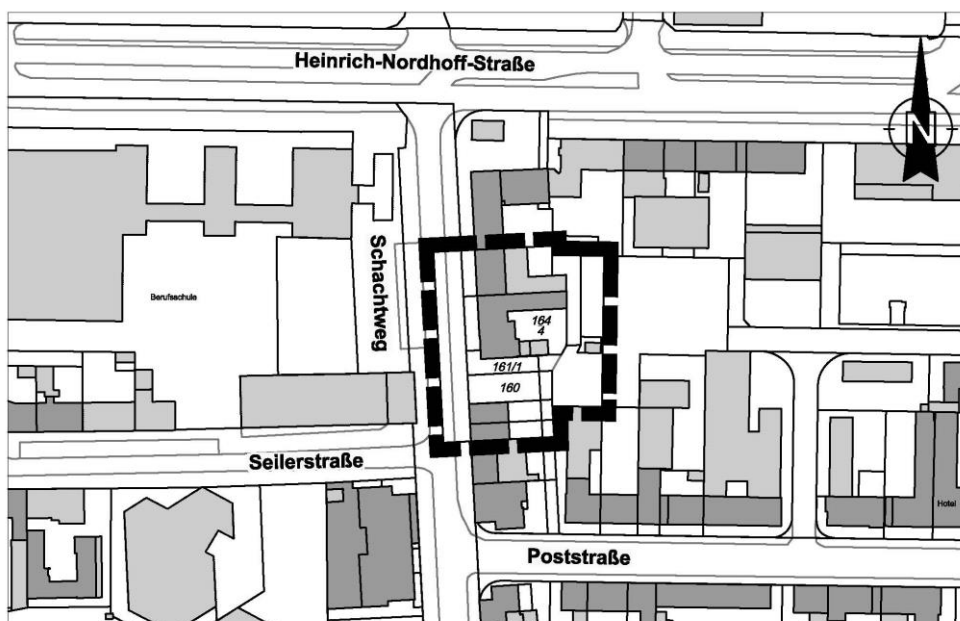 Heinrich-Nordhoff-Straße
N
Schachtweg
Berufsschule
164
4
161/1
160
Seilerstraße
Hotel
Poststraße